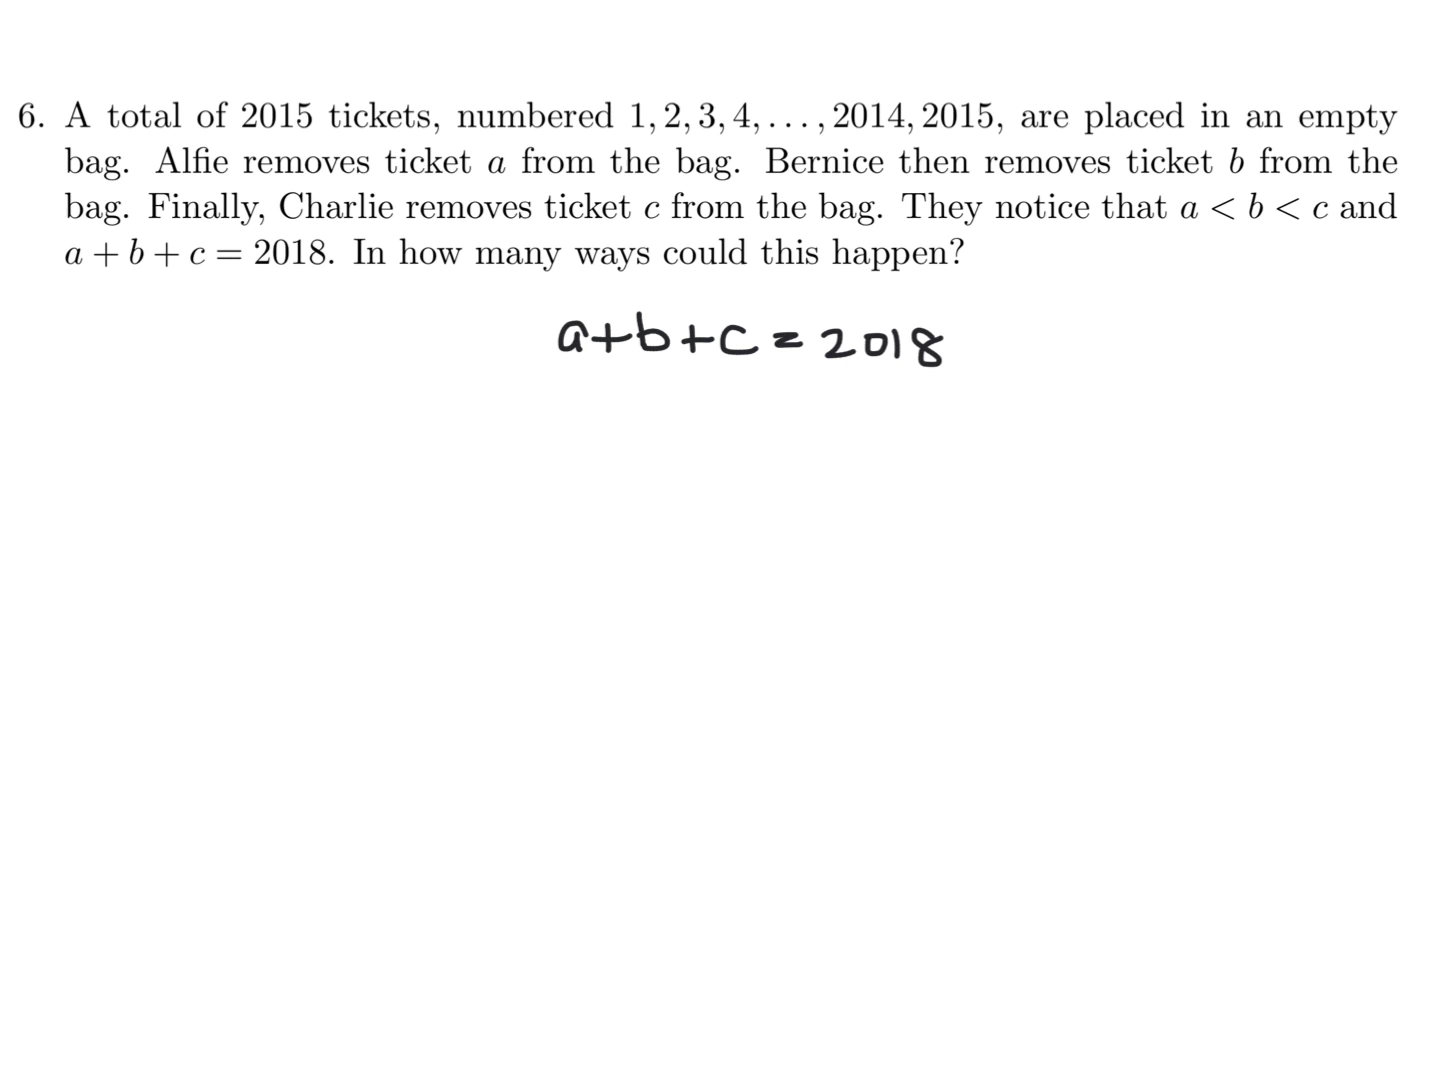 6. A total of 2015 tickets, numbered 1, 2, 3, 4, . . . , 2014, 2015, are placed in an empty
bag. Alfie removes ticket a from the bag. Bernice then removes ticket b from the
bag. Finally, Charlie removes ticket c from the bag. They notice that a < b < c and
a + b + c = 2018. In how many ways could this happen?
a+b+c = 2018